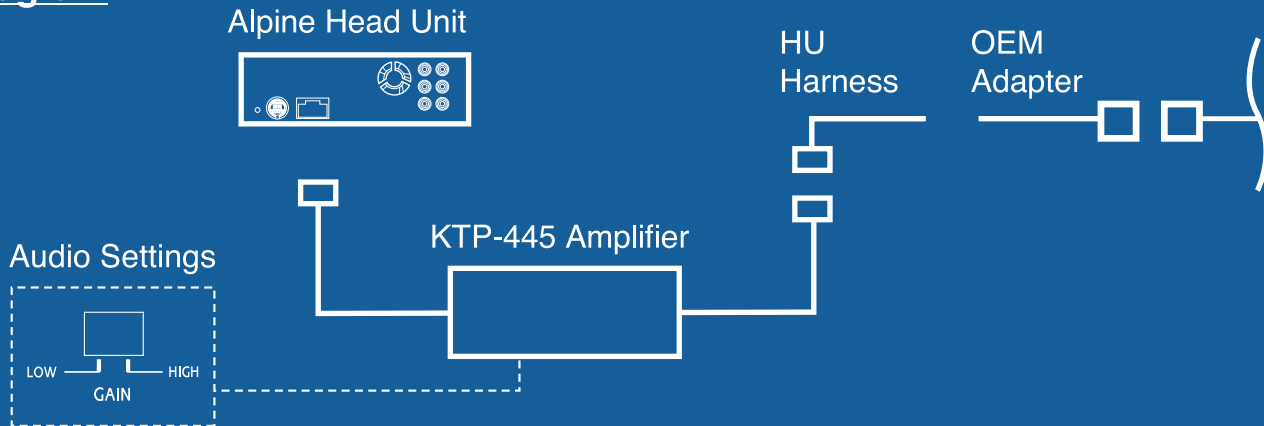 Alpine Head Unit
HU
Harness
OEM
Adapter
KTP-445 Amplifier
Audio Settings
LOW
HIGH
GAIN